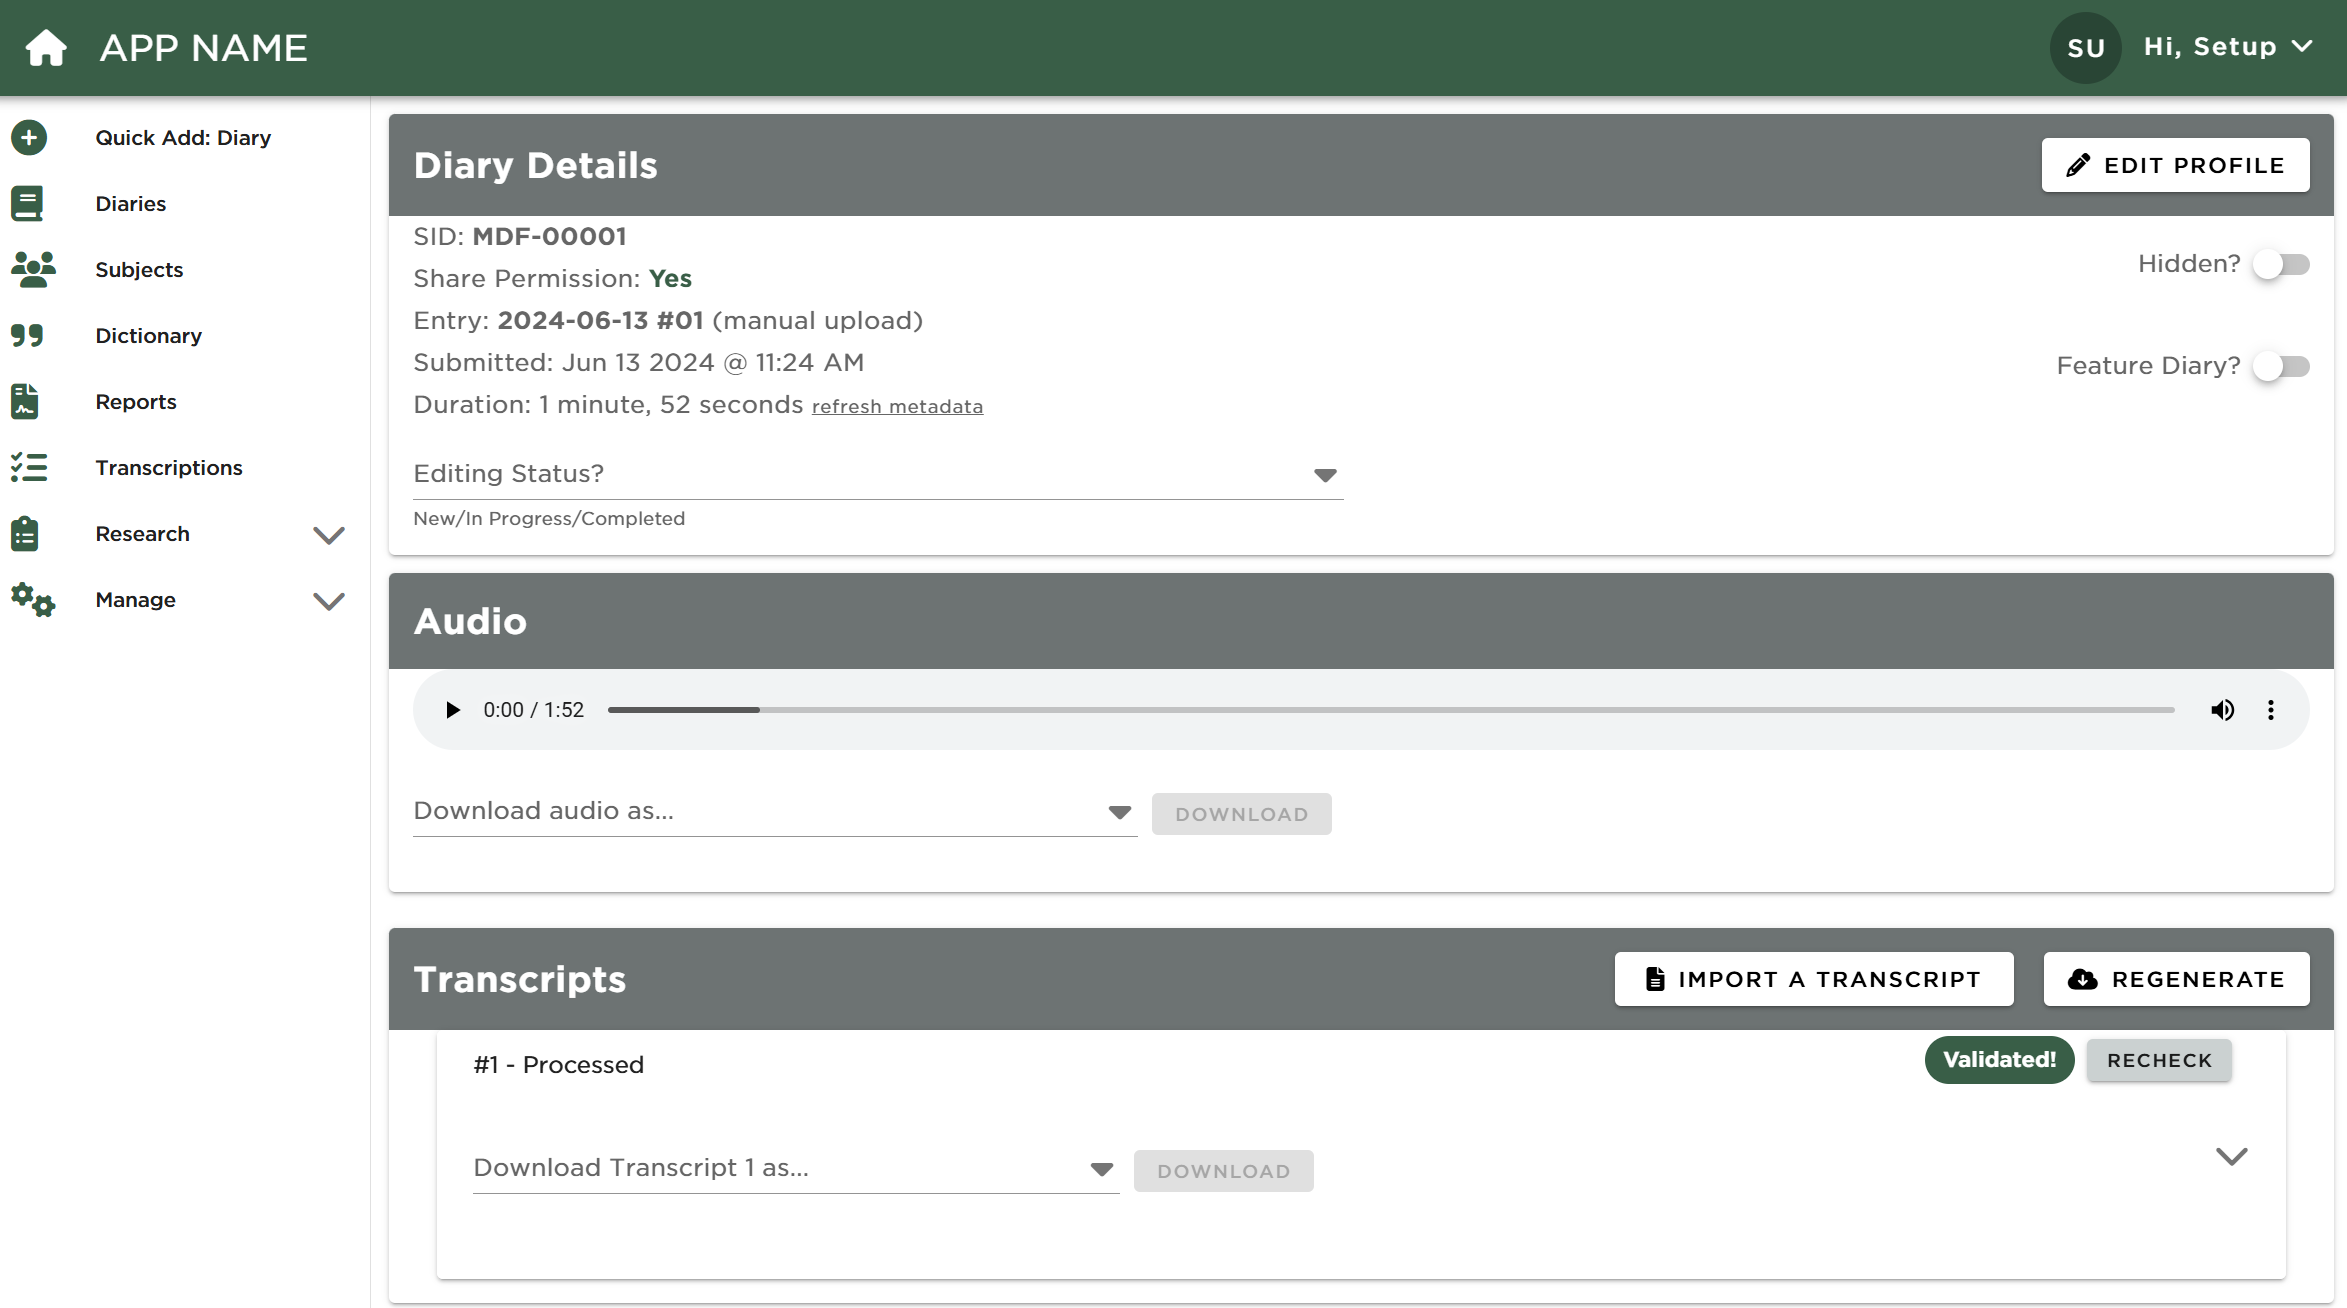 APP NAME
SU
Hi, Setup
Quick Add: Diary
Diaries
Subjects
Dictionary
Reports
Transcriptions
Research
Manage
Diary Details
EDIT PROFILE
SID: MDF-00001
Share Permission: Yes
Entry: 2024-06-13 #01 (manual upload)
Submitted: Jun 13 2024 @ 11:24 AM
Duration: 1 minute, 52 seconds refresh metadata
Hidden?
Feature Diary?
Editing Status?
New/In Progress/Completed
Audio
0:00 / 1:52
Download audio as...
DOWNLOAD
Transcripts
IMPORT A TRANSCRIPT
REGENERATE
#1 - Processed
Validated!
RECHECK
Download Transcript 1 as...
DOWNLOAD